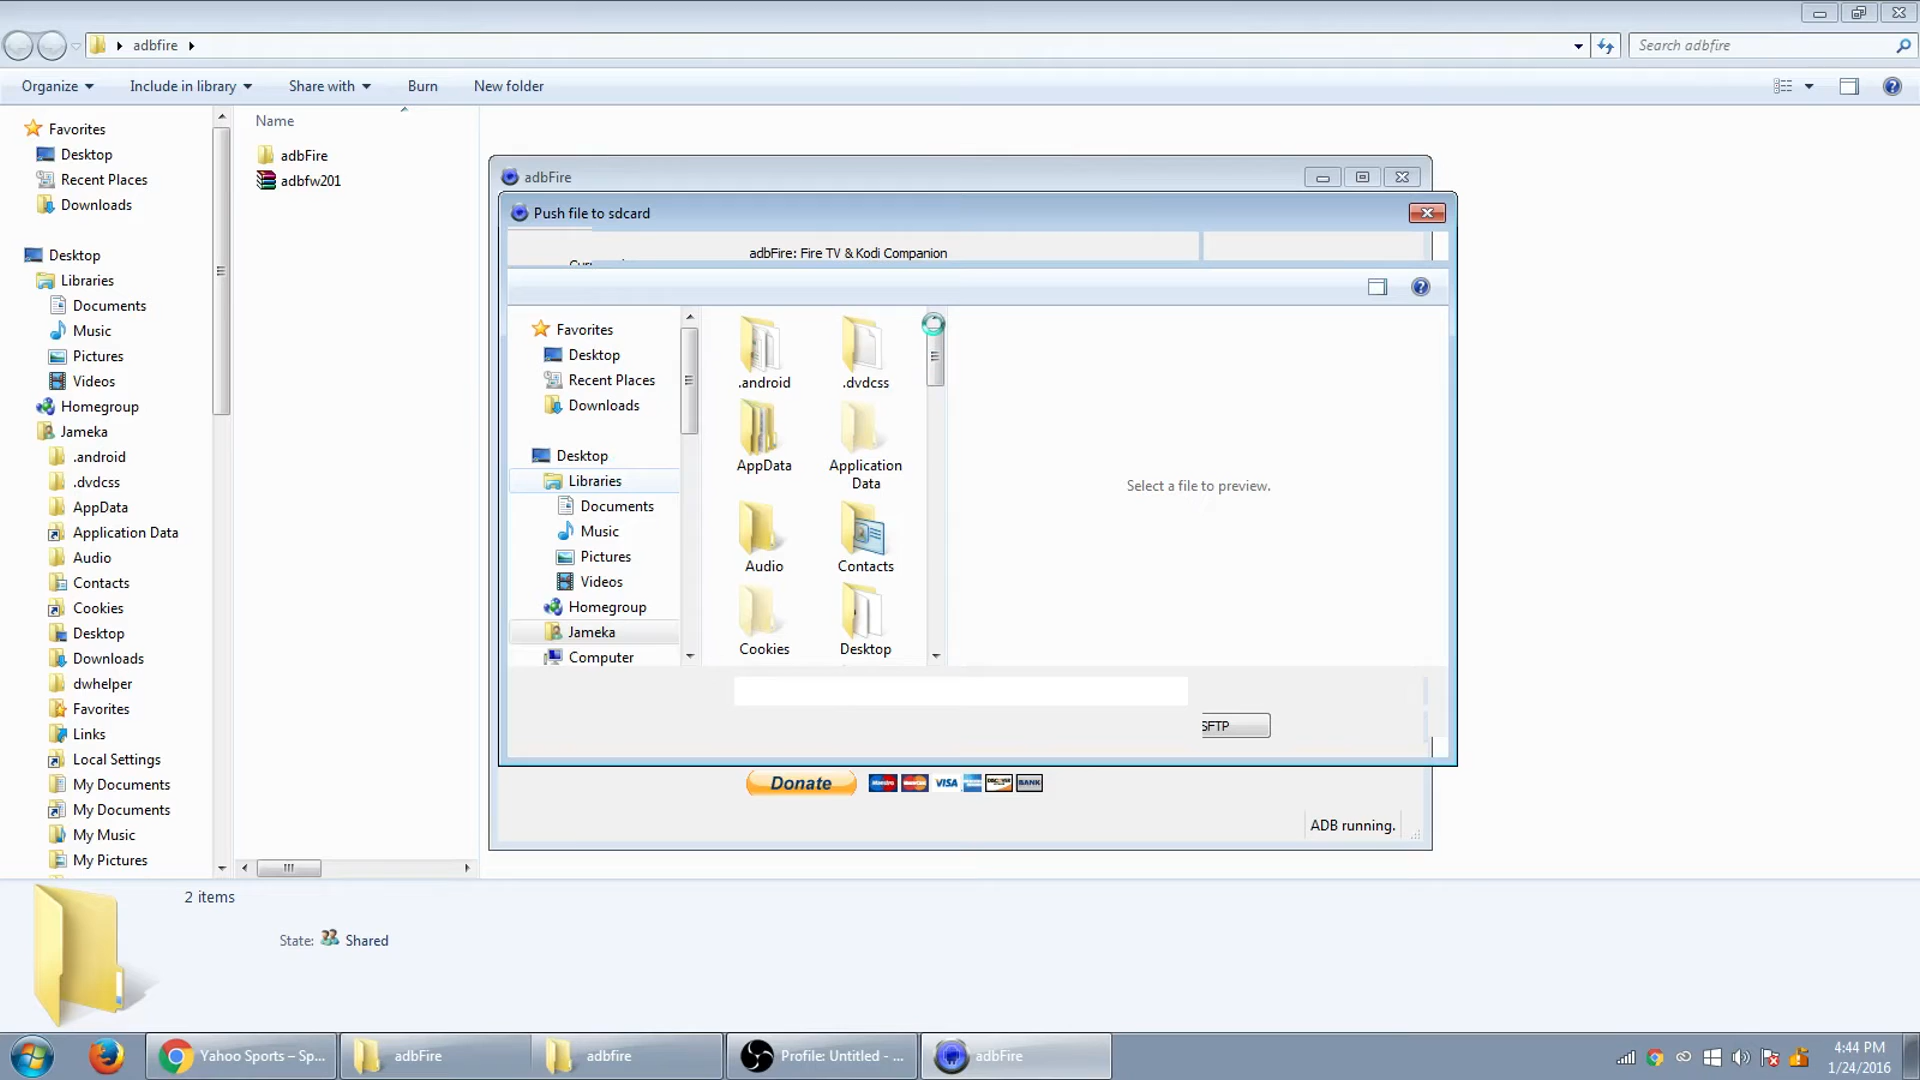 adbfire
Search adbfire
Organize
Include in library
Share with
Burn
New folder
Favorites
Desktop
Recent Places
Downloads
Desktop
Libraries
Documents
Music
Pictures
Videos
Homegroup
Jameka
.android
.dvdcss
AppData
Application Data
Audio
Contacts
Cookies
Desktop
Downloads
dwhelper
Favorites
Links
Local Settings
My Documents
My Documents
My Music
My Pictures
Name
adbFire
adbfw201
adbFire
Push file to sdcard
adbFire: Fire TV & Kodi Companion
Favorites
Desktop
Recent Places
Downloads
Desktop
Libraries
Documents
Music
Pictures
Videos
Homegroup
Jameka
Computer
.android
.dvdcss
AppData
Application
Data
Audio
Contacts
Cookies
Desktop
Select a file to preview.
SFTP
Donate
VISA
BANK
ADB running.
2 items
State: Shared
Yahoo Sports – Sp...
adbFire
adbfire
Profile: Untitled - ...
adbFire
4:44 PM
1/24/2016